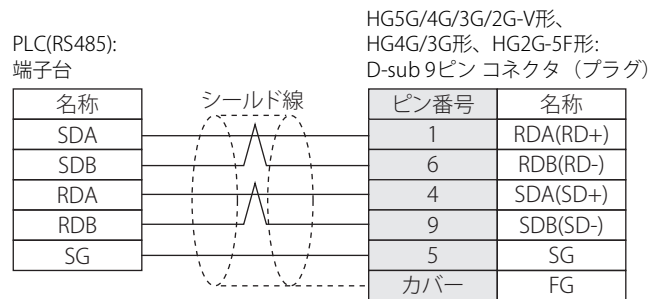 HG5G/4G/3G/2G-V形、
PLC(RS485):
HG4G/3G形、HG2G-5F形:
端子台
D-sub 9ピン コネクタ（プラグ）
名称 シールド線 ピン番号 名称
SDA 1 RDA(RD+)
SDB 6 RDB(RD-)
RDA 4 SDA(SD+)
RDB 9 SDB(SD-)
SG 5 SG
カバー FG